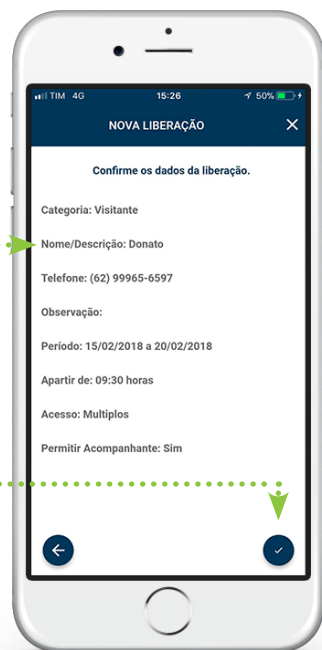 TIM 4G 15:26 50%
NOVA LIBERAÇÃO
Confirme os dados da liberação.
Categoria: Visitante
Nome/Descrição: Donato
Telefone: (62) 99965-6597
Observação:
Período: 15/02/2018 a 20/02/2018
Apartir de: 09:30 horas
Acesso: Multiplos
Permitir Acompanhante: Sim